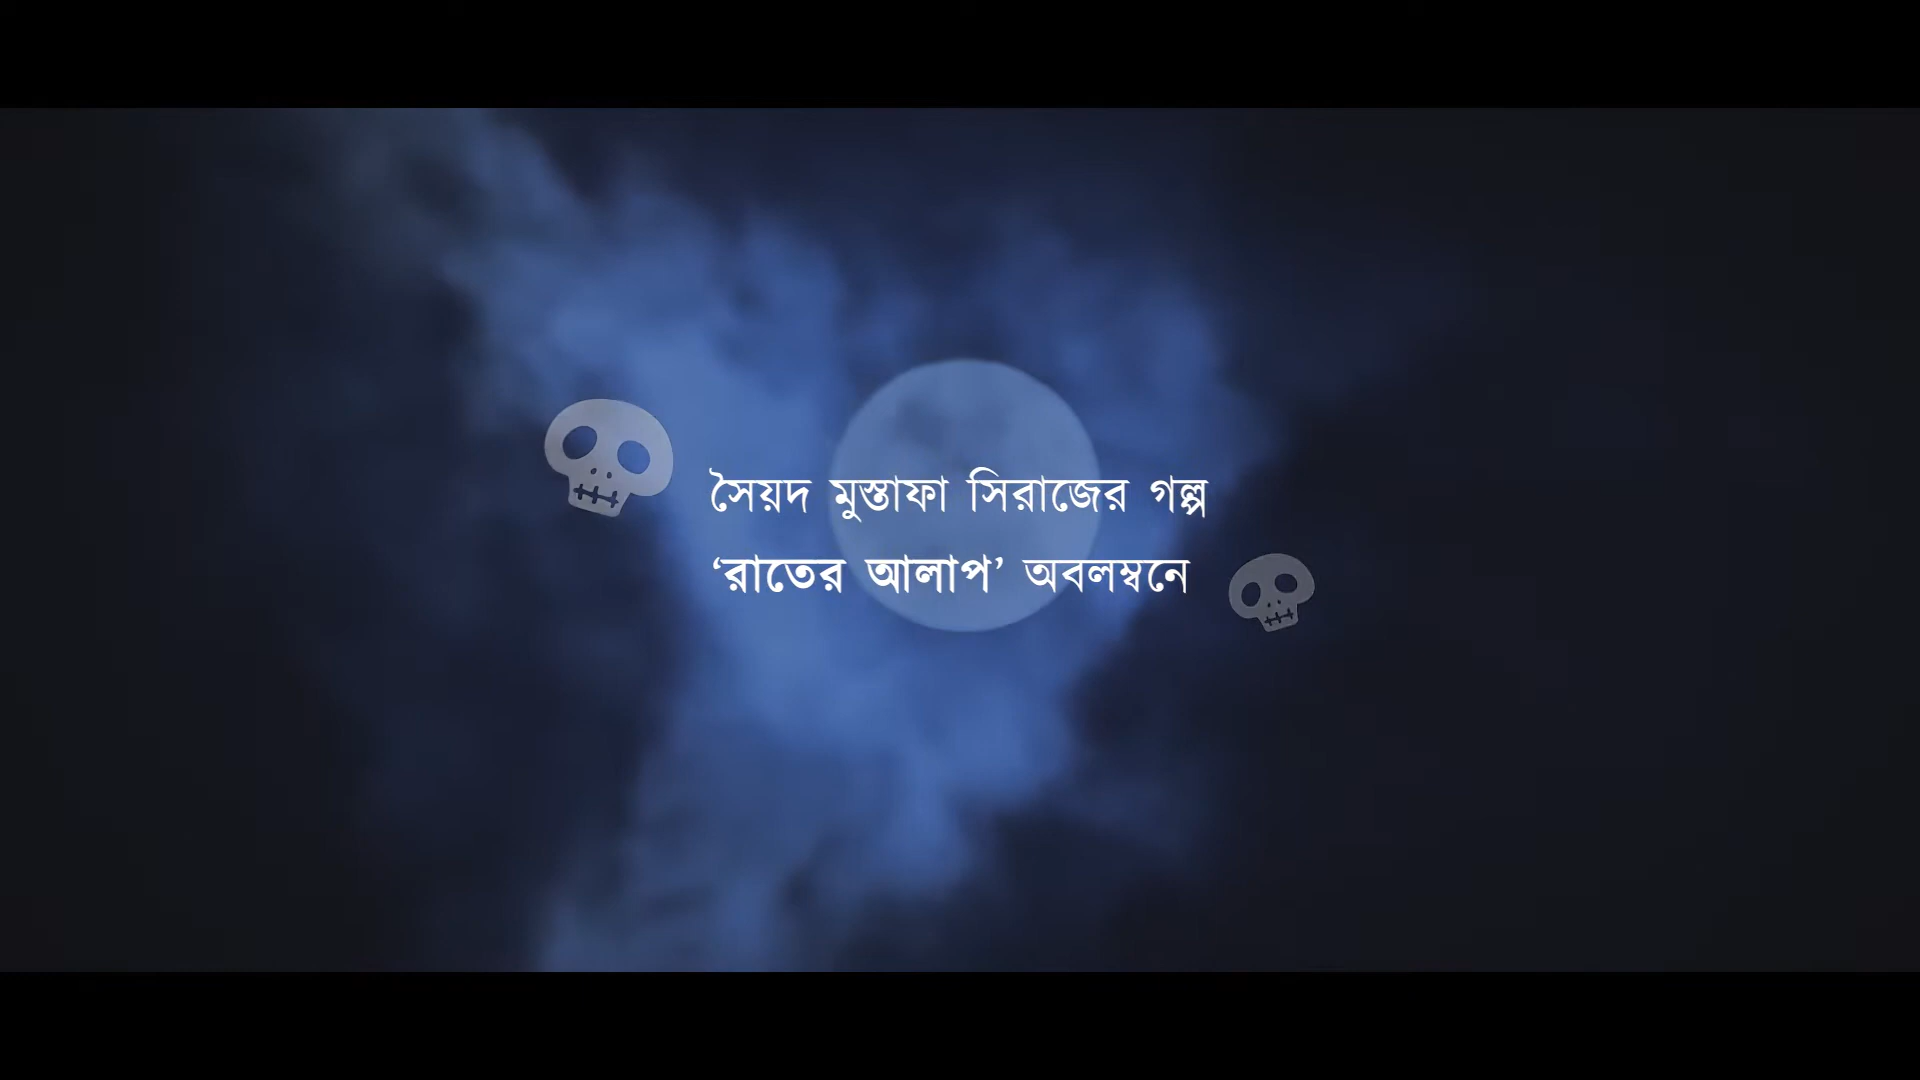 সৈয়দ মুস্তাফা সিরাজের গল্প
‘রাতের আলাপ’ অবলম্বনে